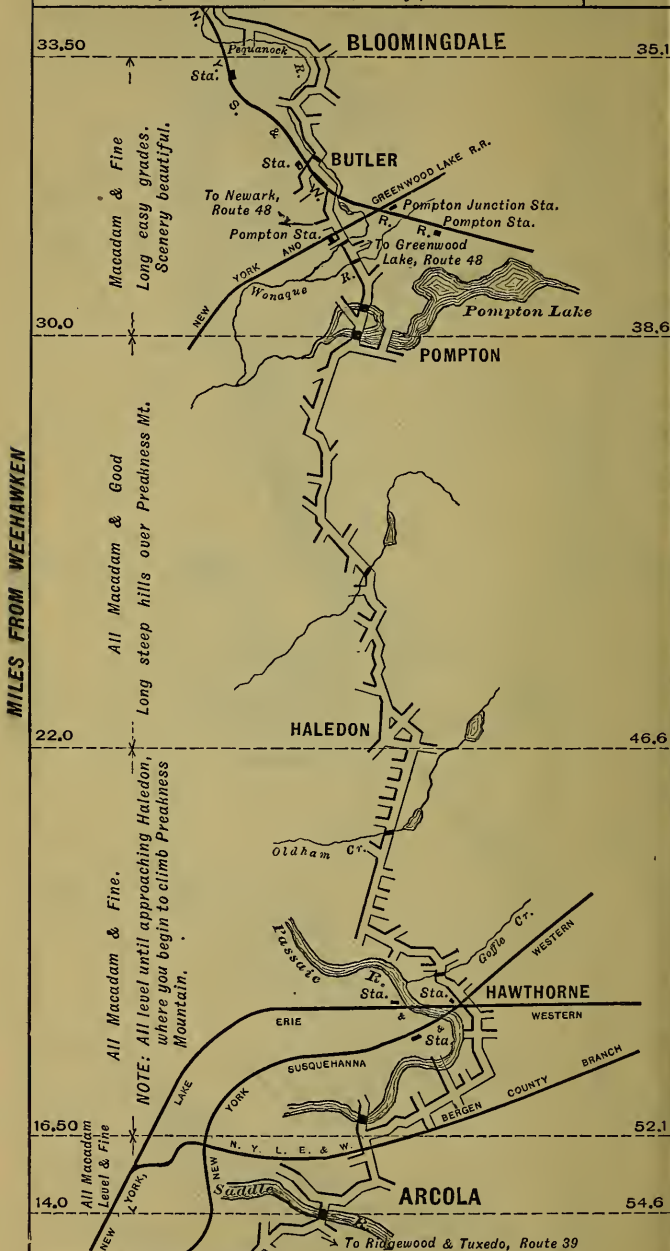 33.50
35.1
BLOOMINGDALE
Pequanock
R.
N.
Y.
S.
&
W.
Sta.
Sta.
BUTLER
GREENWOOD LAKE R.R.
To Newark,
Route 48
Pompton Junction Sta.
R. R.
Pompton Sta.
Pompton Sta.
To Greenwood
Lake, Route 48
NEW YORK AND
Wonaque R.
Pompton Lake
Macadam & Fine
Long easy grades.
Scenery beautiful.
30.0
38.6
POMPTON
MILES FROM WEEHAWKEN
All Macadam & Good
Long steep hills over Preakness Mt.
HALEDON
22.0
46.6
Oldham Cr.
All Macadam & Fine.
NOTE: All level until approaching Haledon,
where you begin to climb Preakness
Mountain.
Passaic R.
Goffle Cr.
WESTERN
Sta.
Sta.
HAWTHORNE
ERIE & WESTERN
&
Sta.
SUSQUEHANNA
LAKE
YORK
BERGEN COUNTY BRANCH
16.50
52.1
N. Y. L. E. & W.
All Macadam
Level & Fine
NEW YORK,
NEW
ARCOLA
Saddle R.
14.0
54.6
To Ridgewood & Tuxedo, Route 39